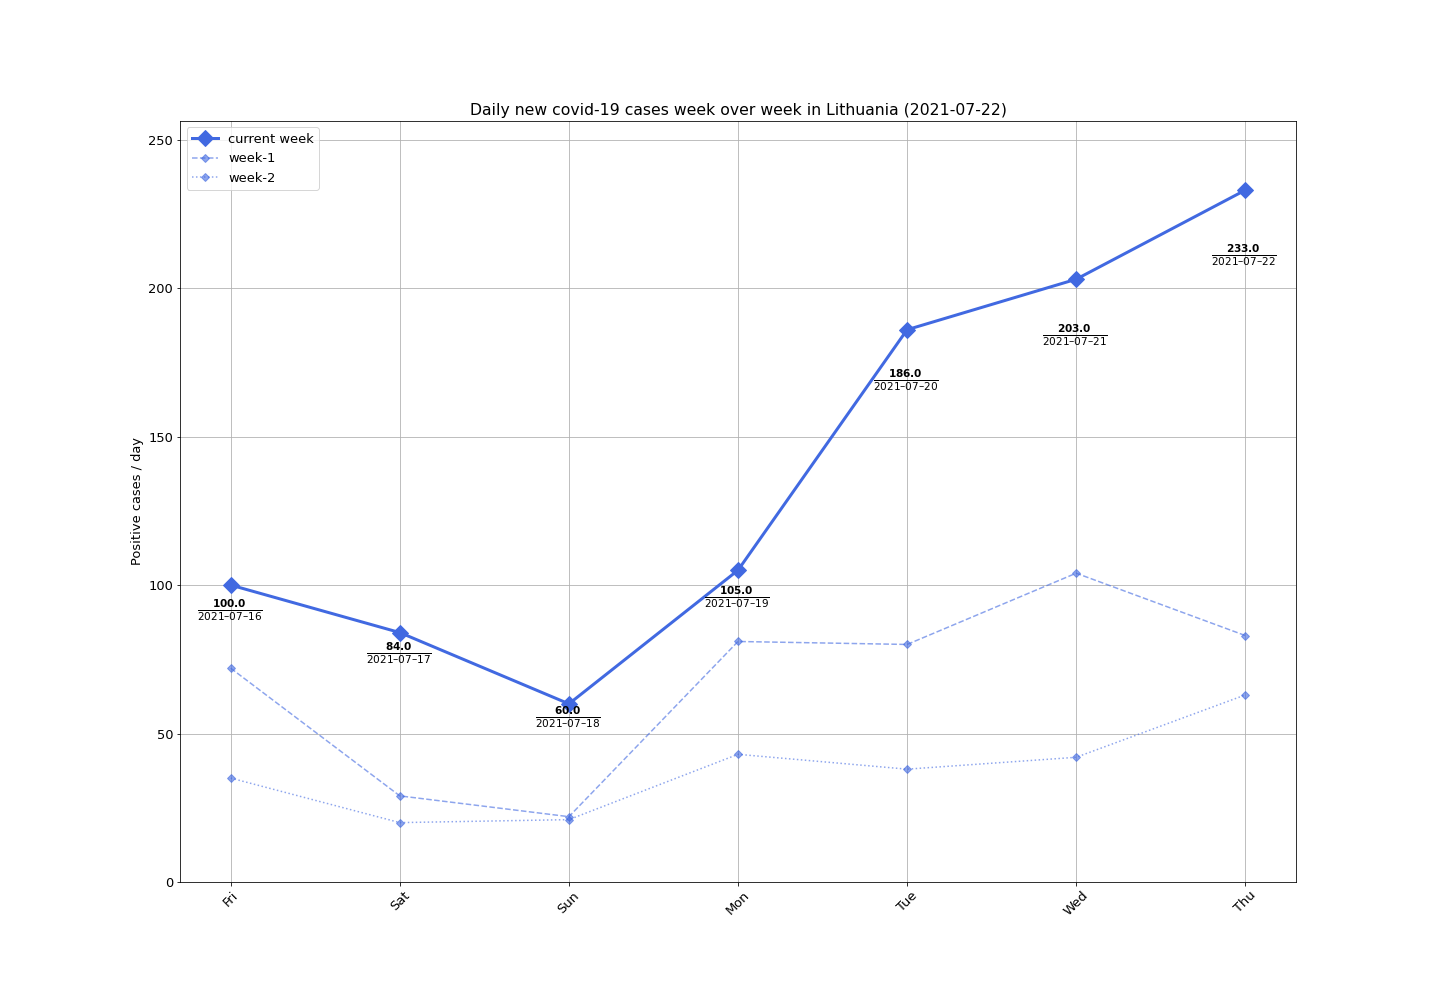 Daily new covid-19 cases week over week in Lithuania (2021-07-22)
current week
week-1
week-2
Positive cases / day
250
200
150
100
50
0
100.0
2021–07–16
84.0
2021–07–17
60.0
2021–07–18
105.0
2021–07–19
186.0
2021–07–20
203.0
2021–07–21
233.0
2021–07–22
Fri
Sat
Sun
Mon
Tue
Wed
Thu